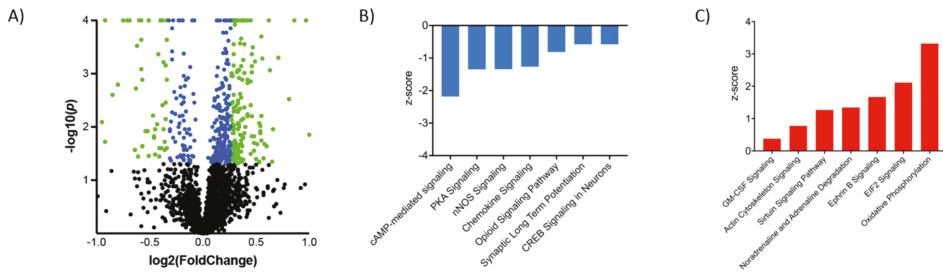 A)
4
3
2
1
-log10(p)
-1.0
-0.5
0.0
0.5
1.0
log2(FoldChange)
B)
0
-1
-2
-3
-4
z-score
cAMP-mediated signaling
PKA Signaling
nNOS Signaling
Chemokine Signaling
Opioid Signaling Pathway
Synaptic Long Term Potentiation
CREB Signaling in Neurons
C)
4
3
2
1
0
z-score
GM-CSF Signaling
Actin Cytoskeleton Signaling
Sirtuin Signaling Pathway
Noradrenaline and Adrenaline Degradation
Ephrin B Signaling
EIF2 Signaling
Oxidative Phosphorylation